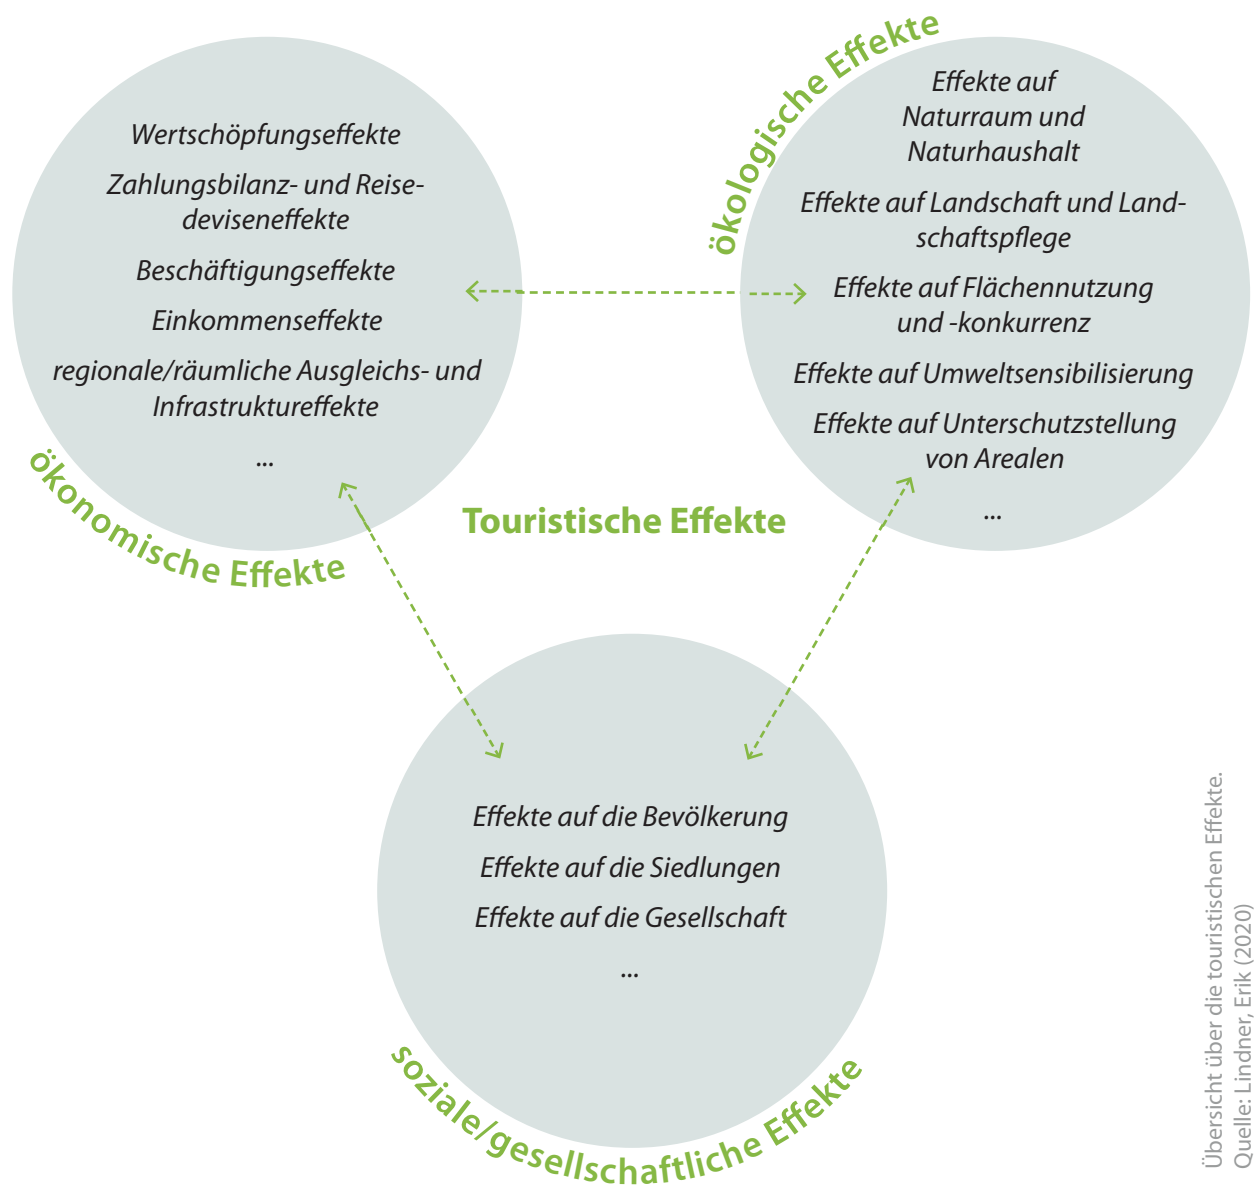 Wertschöpfungseffekte
Zahlungsbilanz- und Reise-
deviseneffekte
Beschäftigungseffekte
Einkommenseffekte
regionale/räumliche Ausgleichs- und
Infrastruktureffekte
...
ökonomische Effekte
ökologische Effekte
Effekte auf
Naturraum und
Naturhaushalt
Effekte auf Landschaft und Land-
schaftspflege
Effekte auf Flächennutzung
und -konkurrenz
Effekte auf Umweltsensibilisierung
Effekte auf Unterschutzstellung
von Arealen
...
Touristische Effekte
Effekte auf die Bevölkerung
Effekte auf die Siedlungen
Effekte auf die Gesellschaft
...
soziale/gesellschaftliche Effekte
Übersicht über die touristischen Effekte.
Quelle: Lindner, Erik (2020)